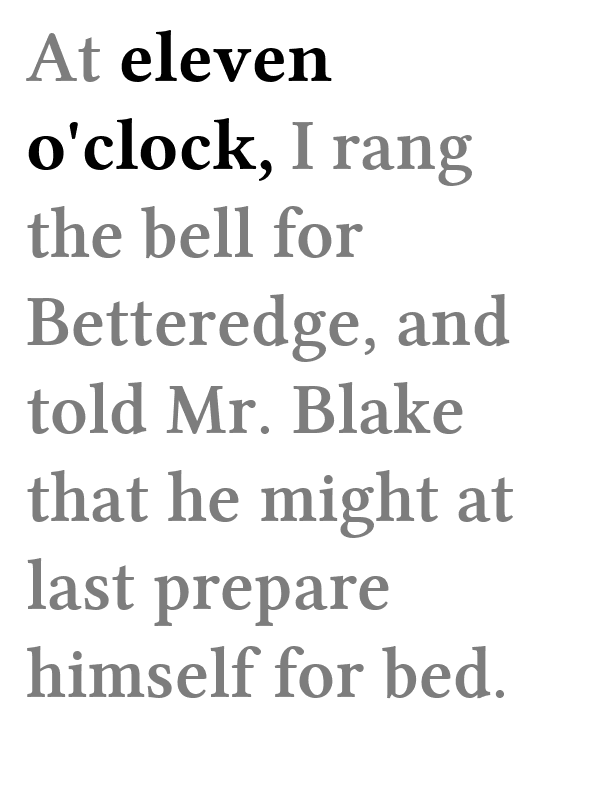 At eleven
o'clock, I rang
the bell for
Betteredge, and
told Mr. Blake
that he might at
last prepare
himself for bed.